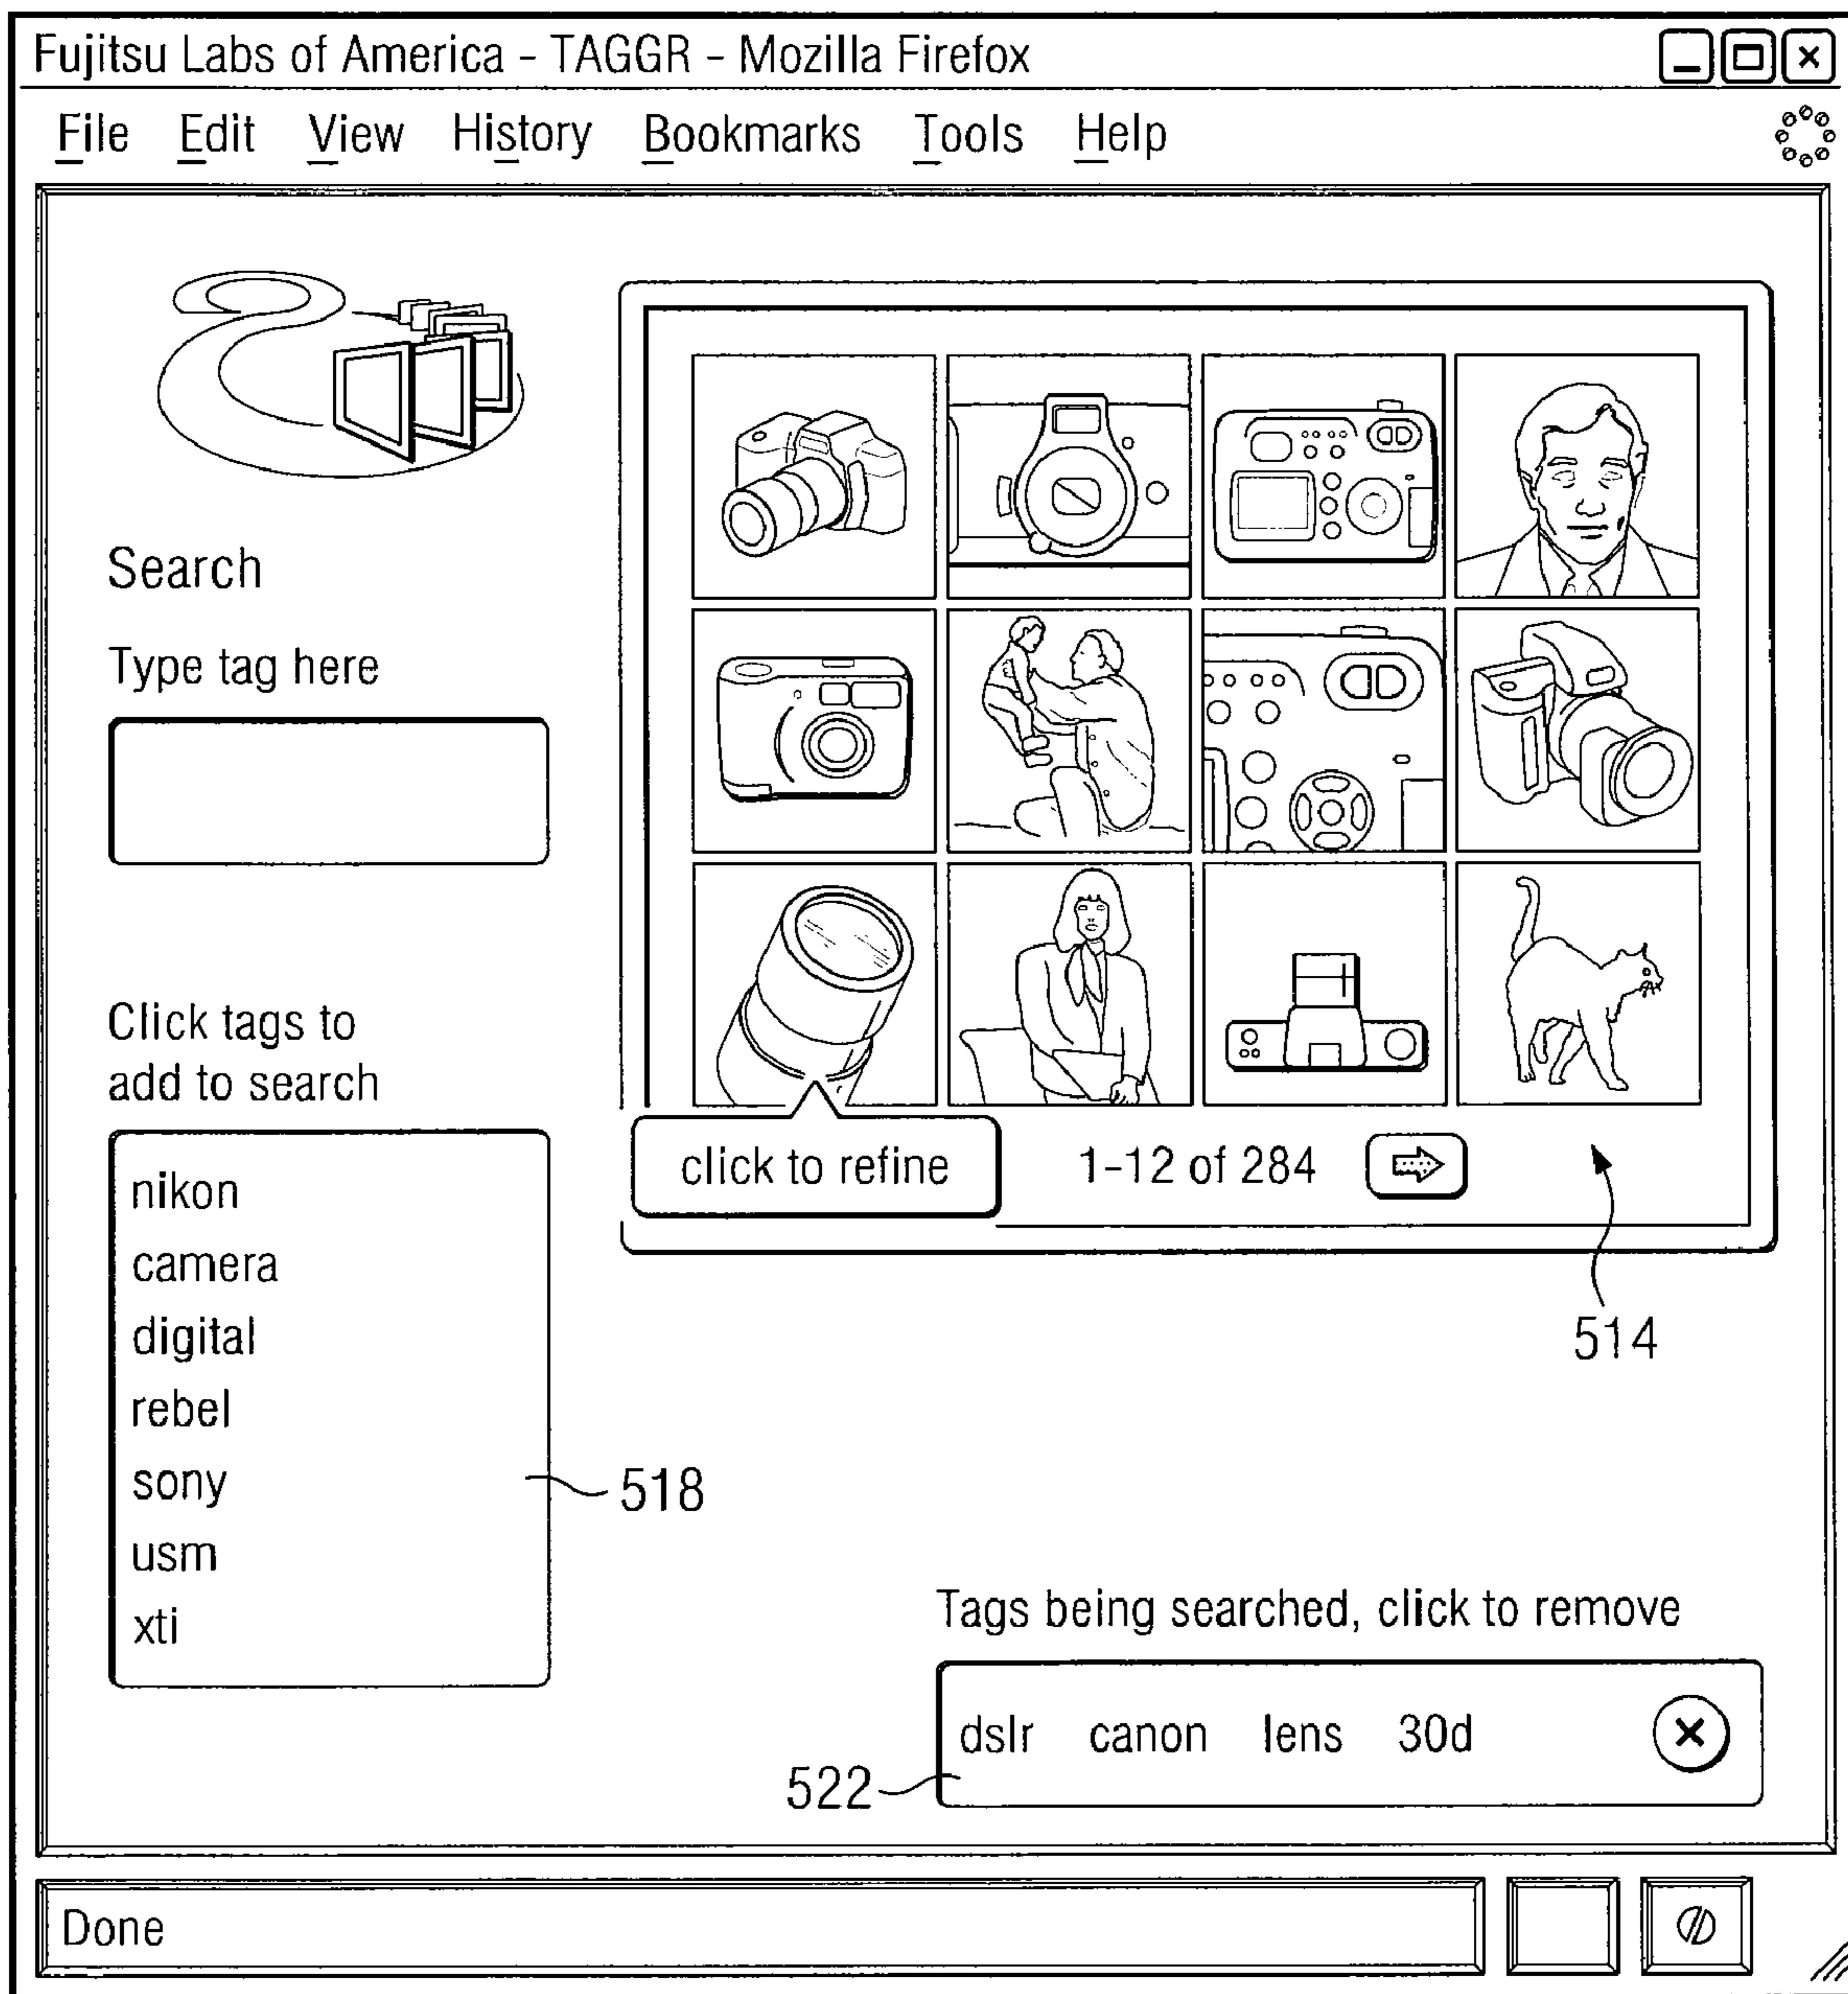 Fujitsu Labs of America - TAGGR - Mozilla Firefox
File Edit View History Bookmarks Tools Help
Search
Type tag here
Click tags to
add to search
nikon
camera
digital
rebel
sony
usm
xti
518
click to refine
1-12 of 284
514
Tags being searched, click to remove
dslr canon lens 30d
522
Done